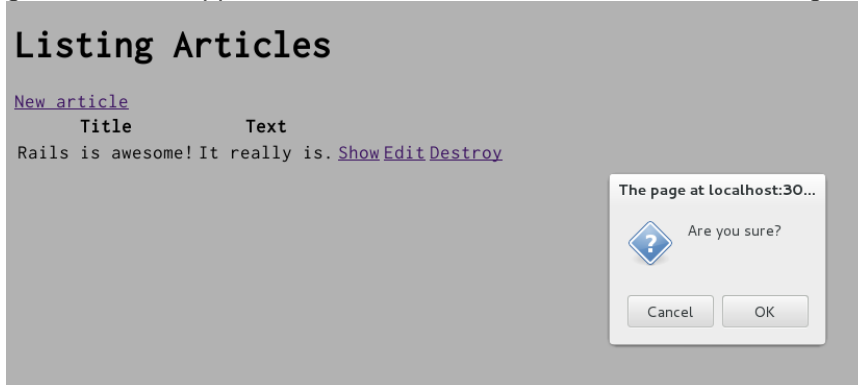 Listing Articles
New article
Title Text
Rails is awesome! It really is. Show Edit Destroy
The page at localhost:30...
Are you sure?
Cancel OK